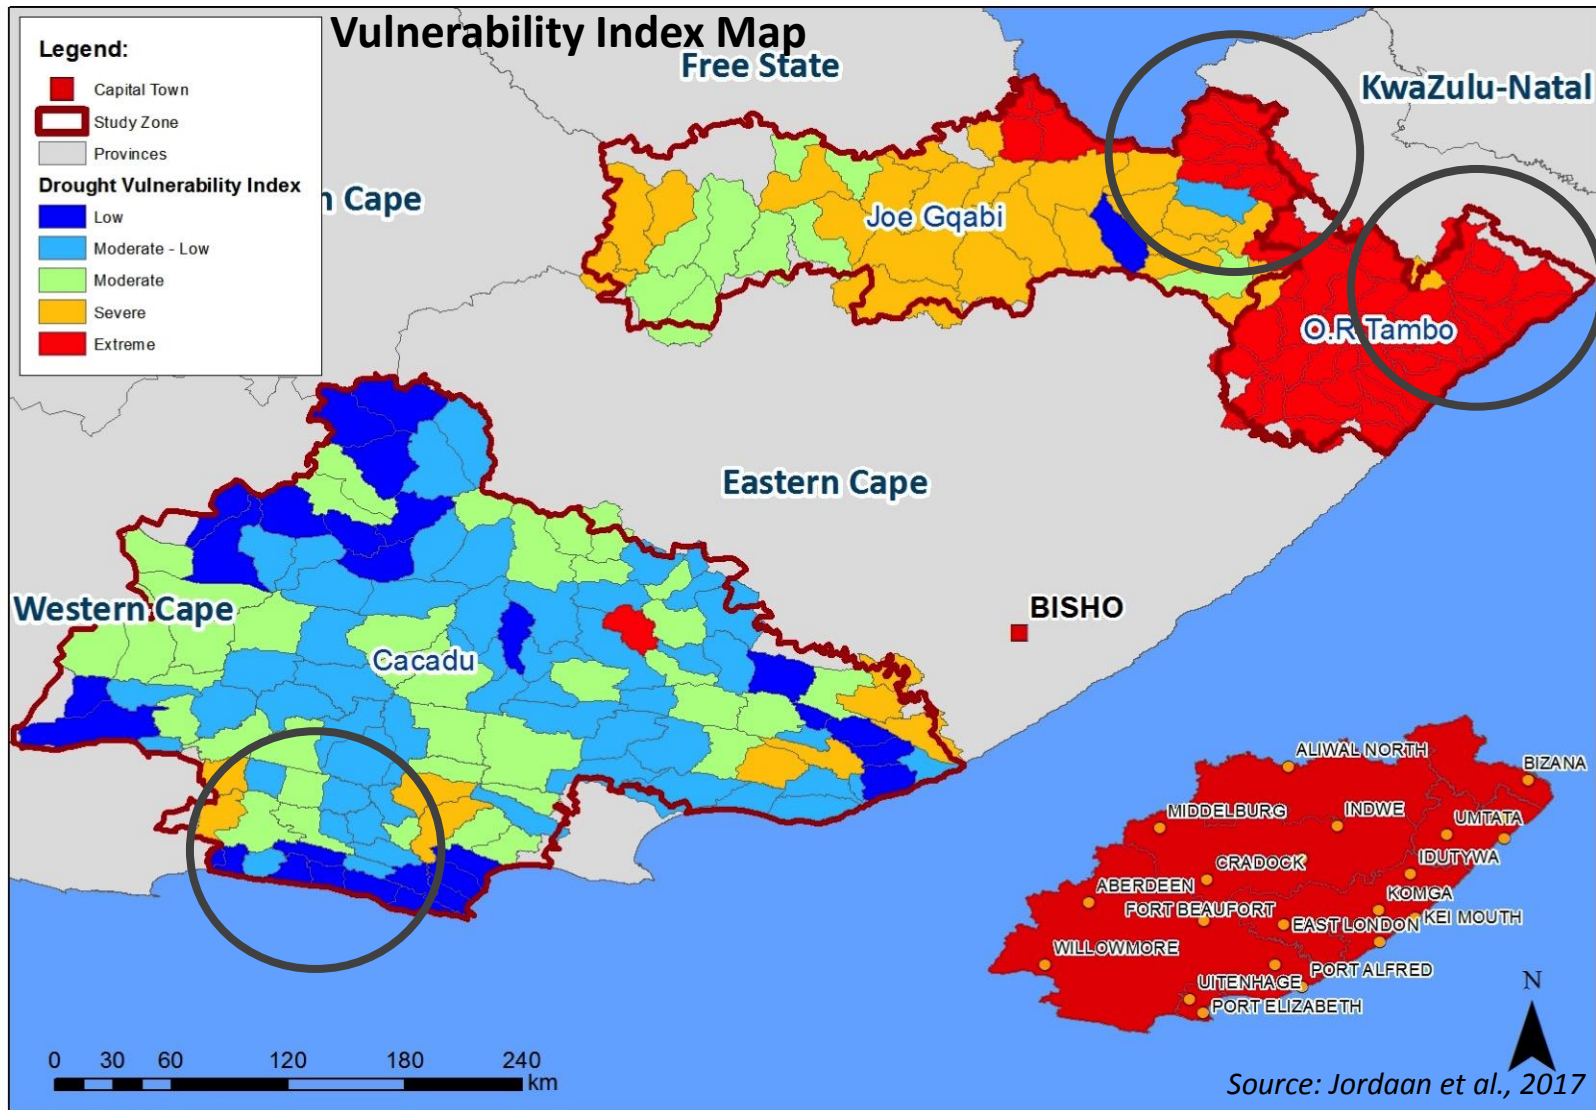 Vulnerability Index Map
Legend:
Capital Town
Study Zone
Provinces
Drought Vulnerability Index
Low
Moderate - Low
Moderate
Severe
Extreme
Free State
KwaZulu-Natal
n Cape
Joe Gqabi
O.R.Tambo
Eastern Cape
Western Cape
BISHO
Cacadu
ALIWAL NORTH
BIZANA
MIDDELBURG
INDWE
UMTATA
CRADOCK
IDUTYWA
ABERDEEN
KOMGA
FORT BEAUFORT
KEI MOUTH
EAST LONDON
WILLOWMORE
PORT ALFRED
UITENHAGE
PORT ELIZABETH
N
0 30 60 120 180 240
km
Source: Jordaan et al., 2017